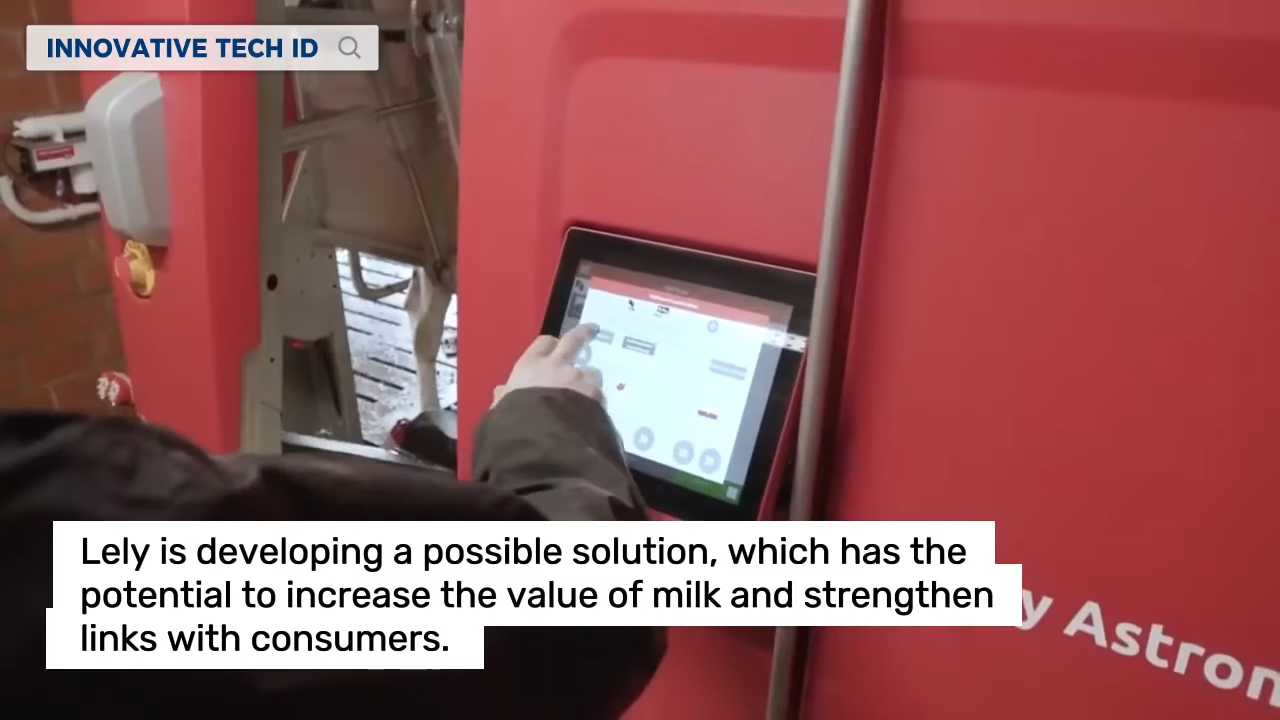 INNOVATIVE TECH ID
Lely is developing a possible solution, which has the
potential to increase the value of milk and strengthen
links with consumers.
y Astron